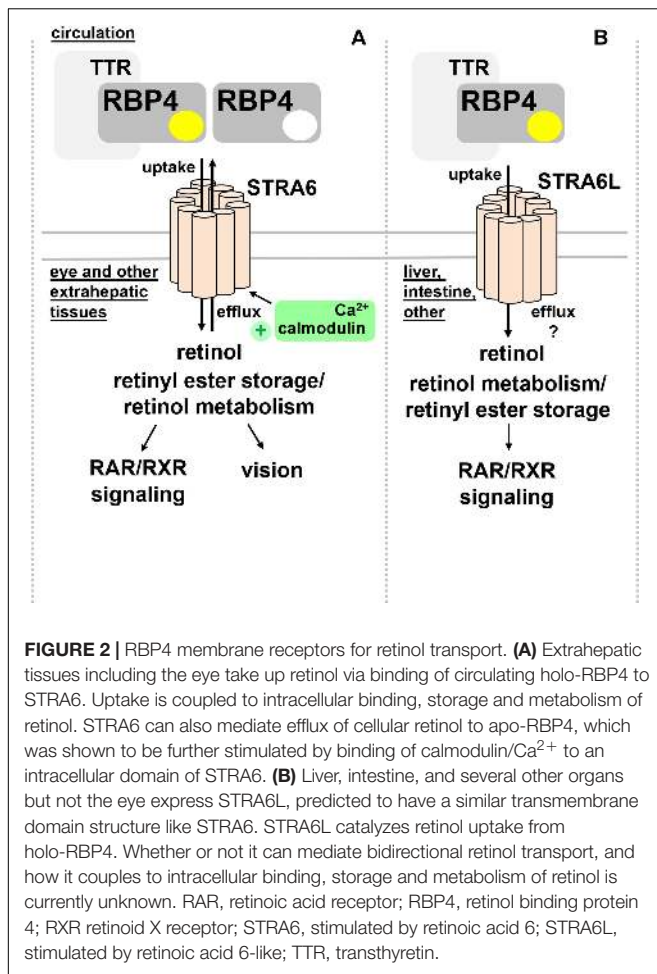 circulation
A
TTR
RBP4 RBP4
uptake
STRA6
eye and other
extrahepatic
tissues
efflux
+
Ca2+
calmodulin
retinol
retinyl ester storage/
retinol metabolism
RAR/RXR
signaling
vision
B
TTR
RBP4
uptake
STRA6L
liver,
intestine,
other
efflux
?
retinol
retinol metabolism/
retinyl ester storage
RAR/RXR
signaling
FIGURE 2 | RBP4 membrane receptors for retinol transport. (A) Extrahepatic
tissues including the eye take up retinol via binding of circulating holo-RBP4 to
STRA6. Uptake is coupled to intracellular binding, storage and metabolism of
retinol. STRA6 can also mediate efflux of cellular retinol to apo-RBP4, which
was shown to be further stimulated by binding of calmodulin/Ca2+ to an
intracellular domain of STRA6. (B) Liver, intestine, and several other organs
but not the eye express STRA6L, predicted to have a similar transmembrane
domain structure like STRA6. STRA6L catalyzes retinol uptake from
holo-RBP4. Whether or not it can mediate bidirectional retinol transport, and
how it couples to intracellular binding, storage and metabolism of retinol is
currently unknown. RAR, retinoic acid receptor; RBP4, retinol binding protein
4; RXR retinoid X receptor; STRA6, stimulated by retinoic acid 6; STRA6L,
stimulated by retinoic acid 6-like; TTR, transthyretin.